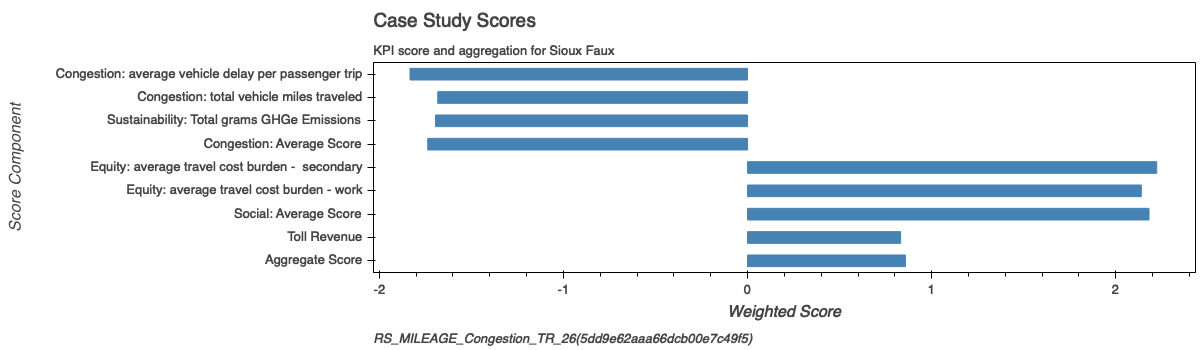 Case Study Scores
KPI score and aggregation for Sioux Faux
Score Component
Congestion: average vehicle delay per passenger trip
Congestion: total vehicle miles traveled
Sustainability: Total grams GHGe Emissions
Congestion: Average Score
Equity: average travel cost burden -  secondary
Equity: average travel cost burden - work
Social: Average Score
Toll Revenue
Aggregate Score
-2 -1 0 1 2
Weighted Score
RS_MILEAGE_Congestion_TR_26(5dd9e62aaa66dcb00e7c49f5)